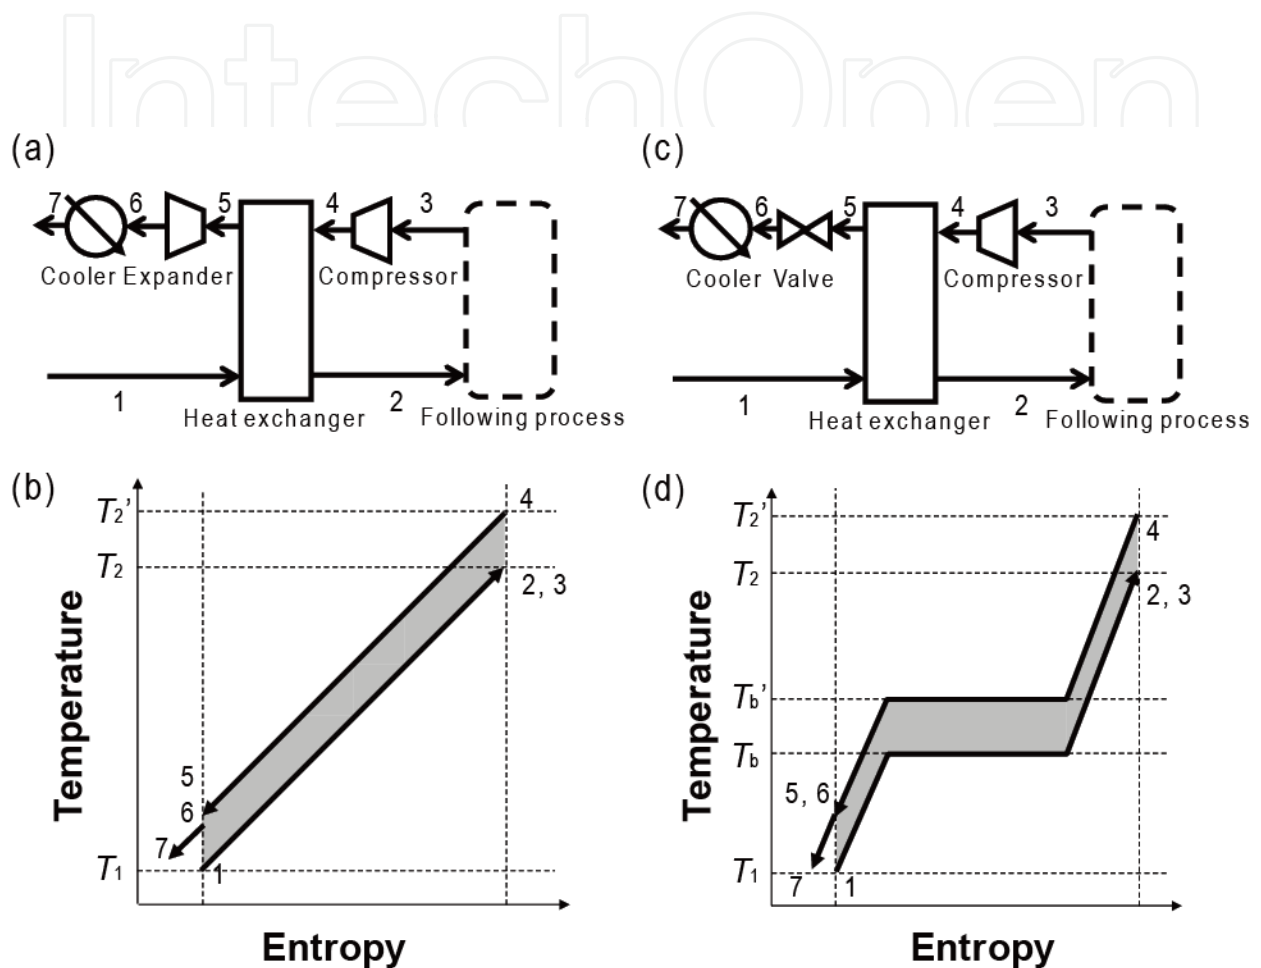 IntechOpen
(a)
(c)
7 6 5 4 3
7 6 5 4 3
Cooler Expander Compressor
Cooler Valve Compressor
1 2
1 2
Heat exchanger Following process
Heat exchanger Following process
(b)
(d)
T2' 4
T2 2, 3
5
6
7
T1 1
Temperature
Entropy
T2' 4
T2 2, 3
Tb'
Tb
5, 6
T1 7 1
Temperature
Entropy